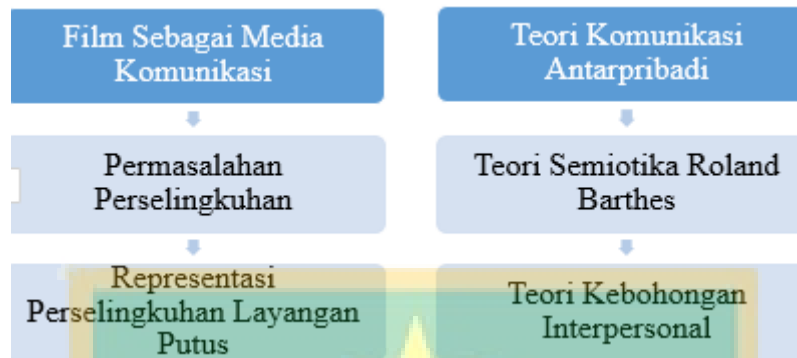 Film Sebagai Media
Komunikasi
Permasalahan
Perselingkuhan
Representasi
Perselingkuhan Layangan
Putus
Teori Komunikasi
Antarpribadi
Teori Semiotika Roland
Barthes
Teori Kebohongan
Interpersonal